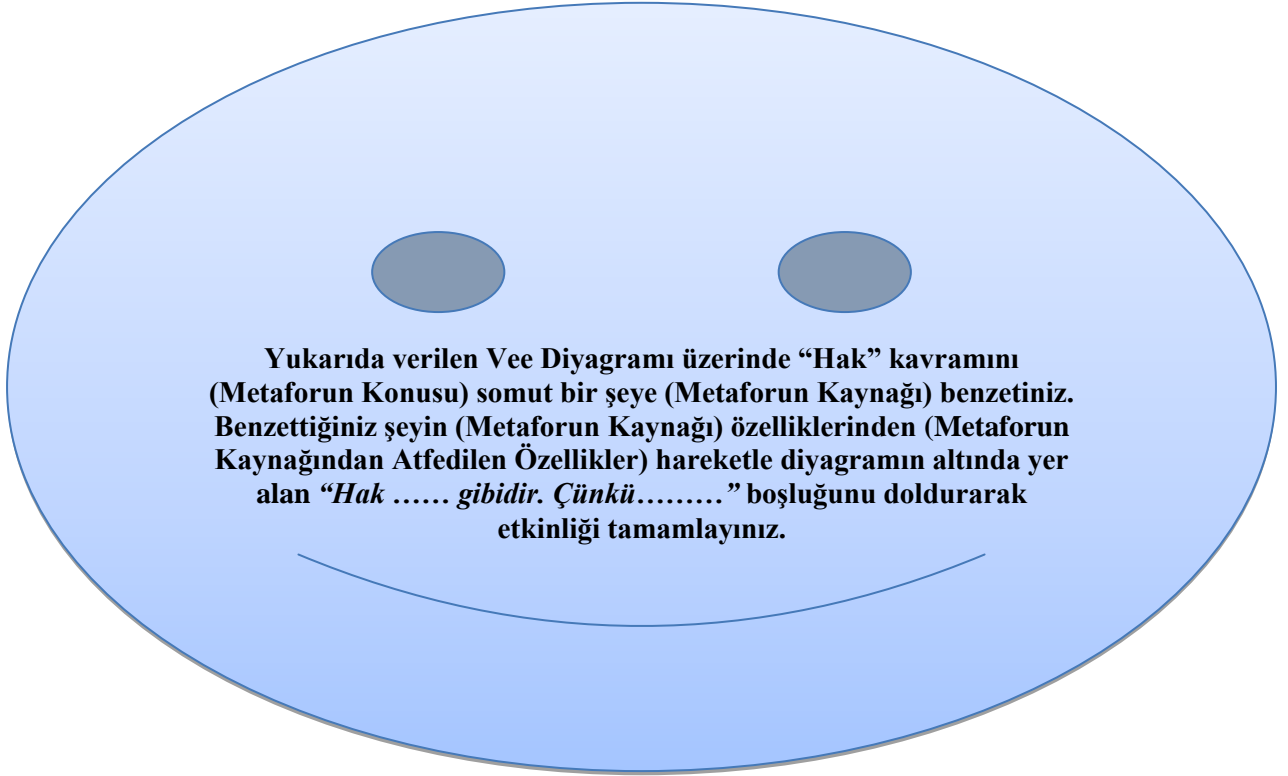 Yukarıda verilen Vee Diyagramı üzerinde “Hak” kavramını
(Metaforun Konusu) somut bir şeye (Metaforun Kaynağı) benzetiniz.
Benzettiğiniz şeyin (Metaforun Kaynağı) özelliklerinden (Metaforun
Kaynağından Atfedilen Özellikler) hareketle diyagramın altında yer
alan “Hak …… gibidir. Çünkü………” boşluğunu doldurarak
etkinliği tamamlayınız.